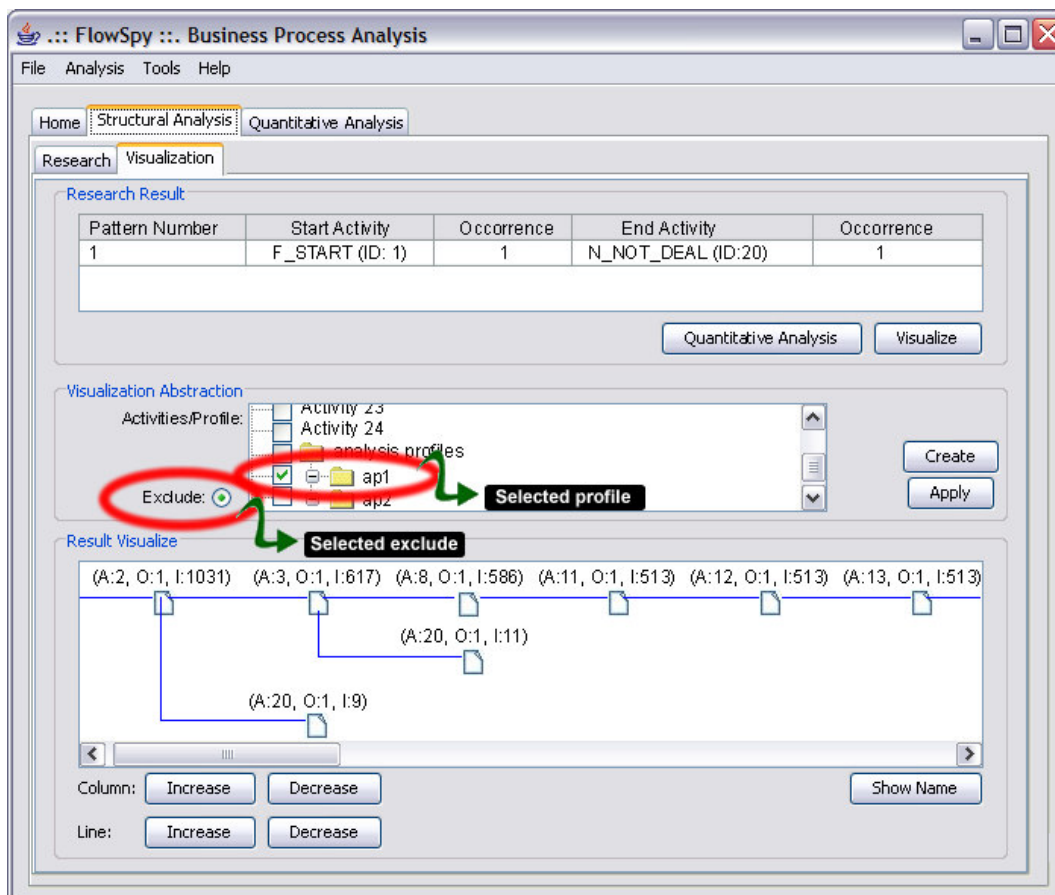 .:: FlowSpy ::. Business Process Analysis
File Analysis Tools Help
Home Structural Analysis Quantitative Analysis
Research Visualization
Research Result
Pattern Number Start Activity Occorrence End Activity Occorrence
1 F_START (ID: 1) 1 N_NOT_DEAL (ID:20) 1
Quantitative Analysis Visualize
Visualization Abstraction
Activities/Profile: Activity 23
Activity 24
analysis profiles
ap1
Create
Exclude: ap2 Selected profile Apply
Selected exclude
Result Visualize
(A:2, O:1, I:1031) (A:3, O:1, I:617) (A:8, O:1, I:586) (A:11, O:1, I:513) (A:12, O:1, I:513) (A:13, O:1, I:513)
(A:20, O:1, I:11)
(A:20, O:1, I:9)
Column: Increase Decrease Show Name
Line: Increase Decrease